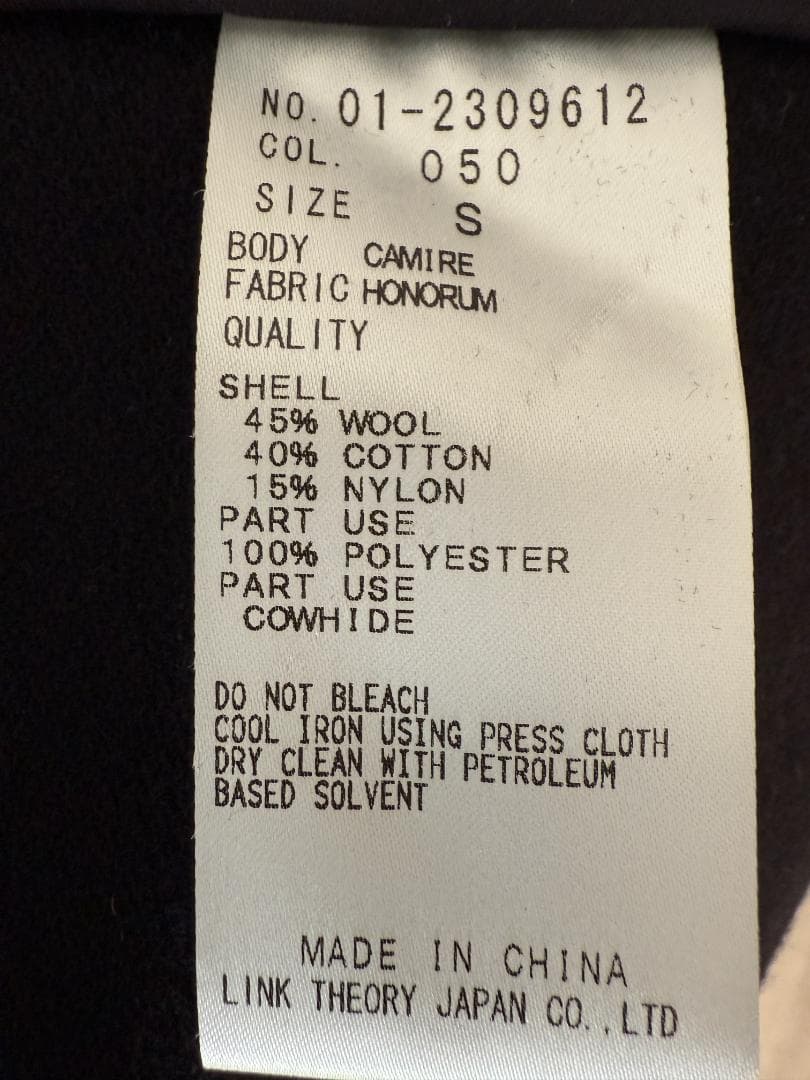 NO. 01-2309612
COL. 050
SIZE S
BODY CAMIRE
FABRIC HONORUM
QUALITY
SHELL
45% WOOL
40% COTTON
15% NYLON
PART USE
100% POLYESTER
PART USE
COWHIDE
DO NOT BLEACH
COOL IRON USING PRESS CLOTH
DRY CLEAN WITH PETROLEUM
BASED SOLVENT
MADE IN CHINA
LINK THEORY JAPAN CO.,LTD